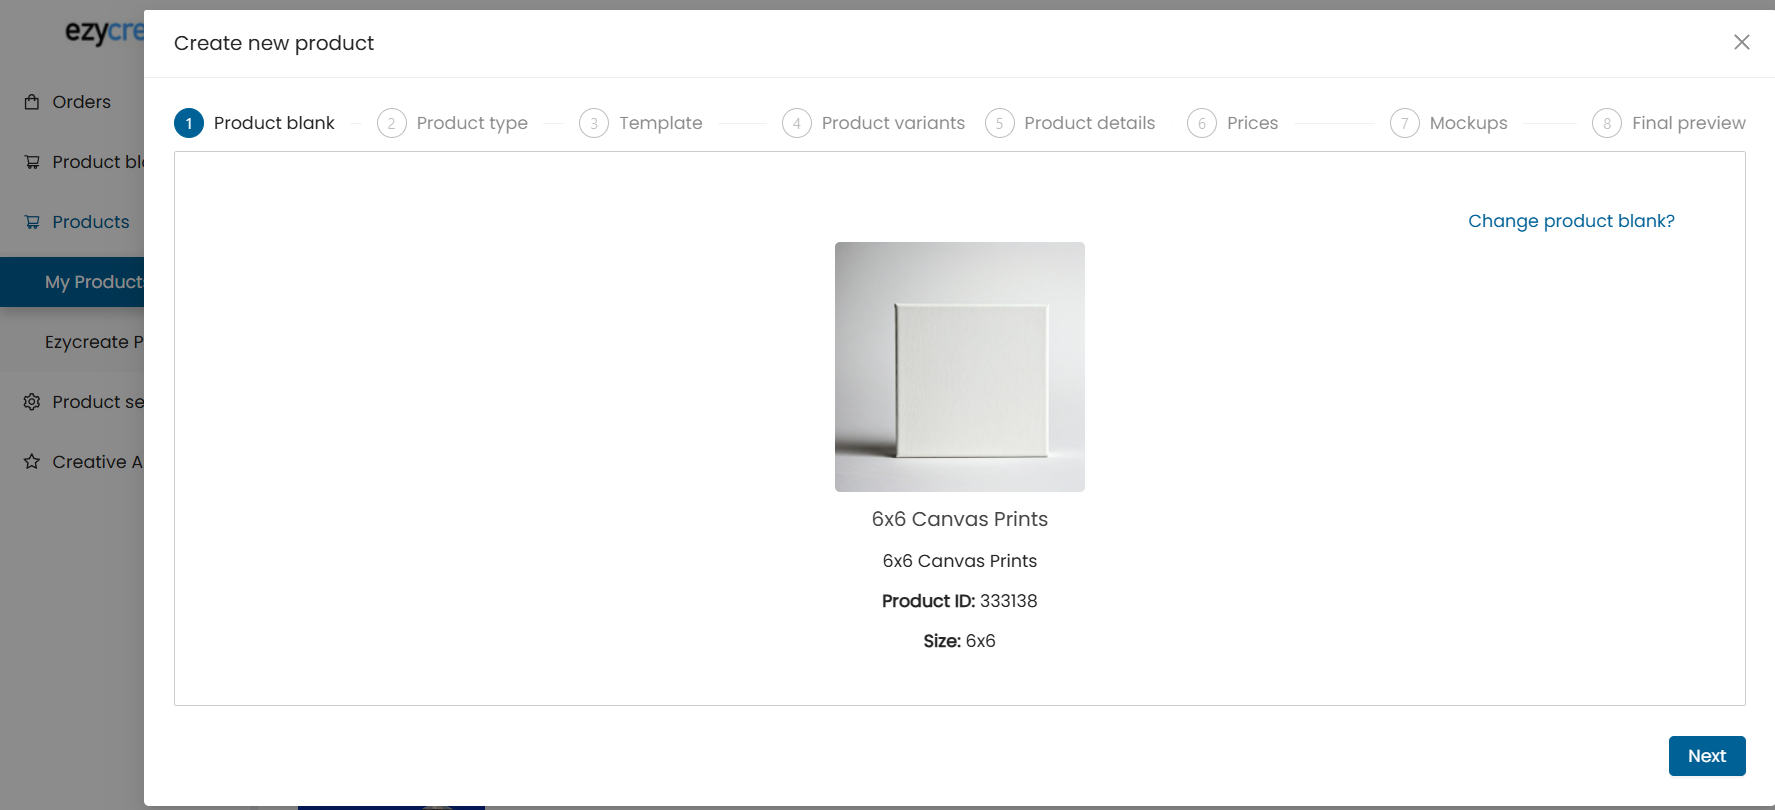 ezycre
Create new product
Orders
Product bl
Products
My Products
Ezycreate P
Product se
Creative A
1 Product blank
2 Product type
3 Template
4 Product variants
5 Product details
6 Prices
7 Mockups
8 Final preview
Change product blank?
6x6 Canvas Prints
6x6 Canvas Prints
Product ID: 333138
Size: 6x6
Next